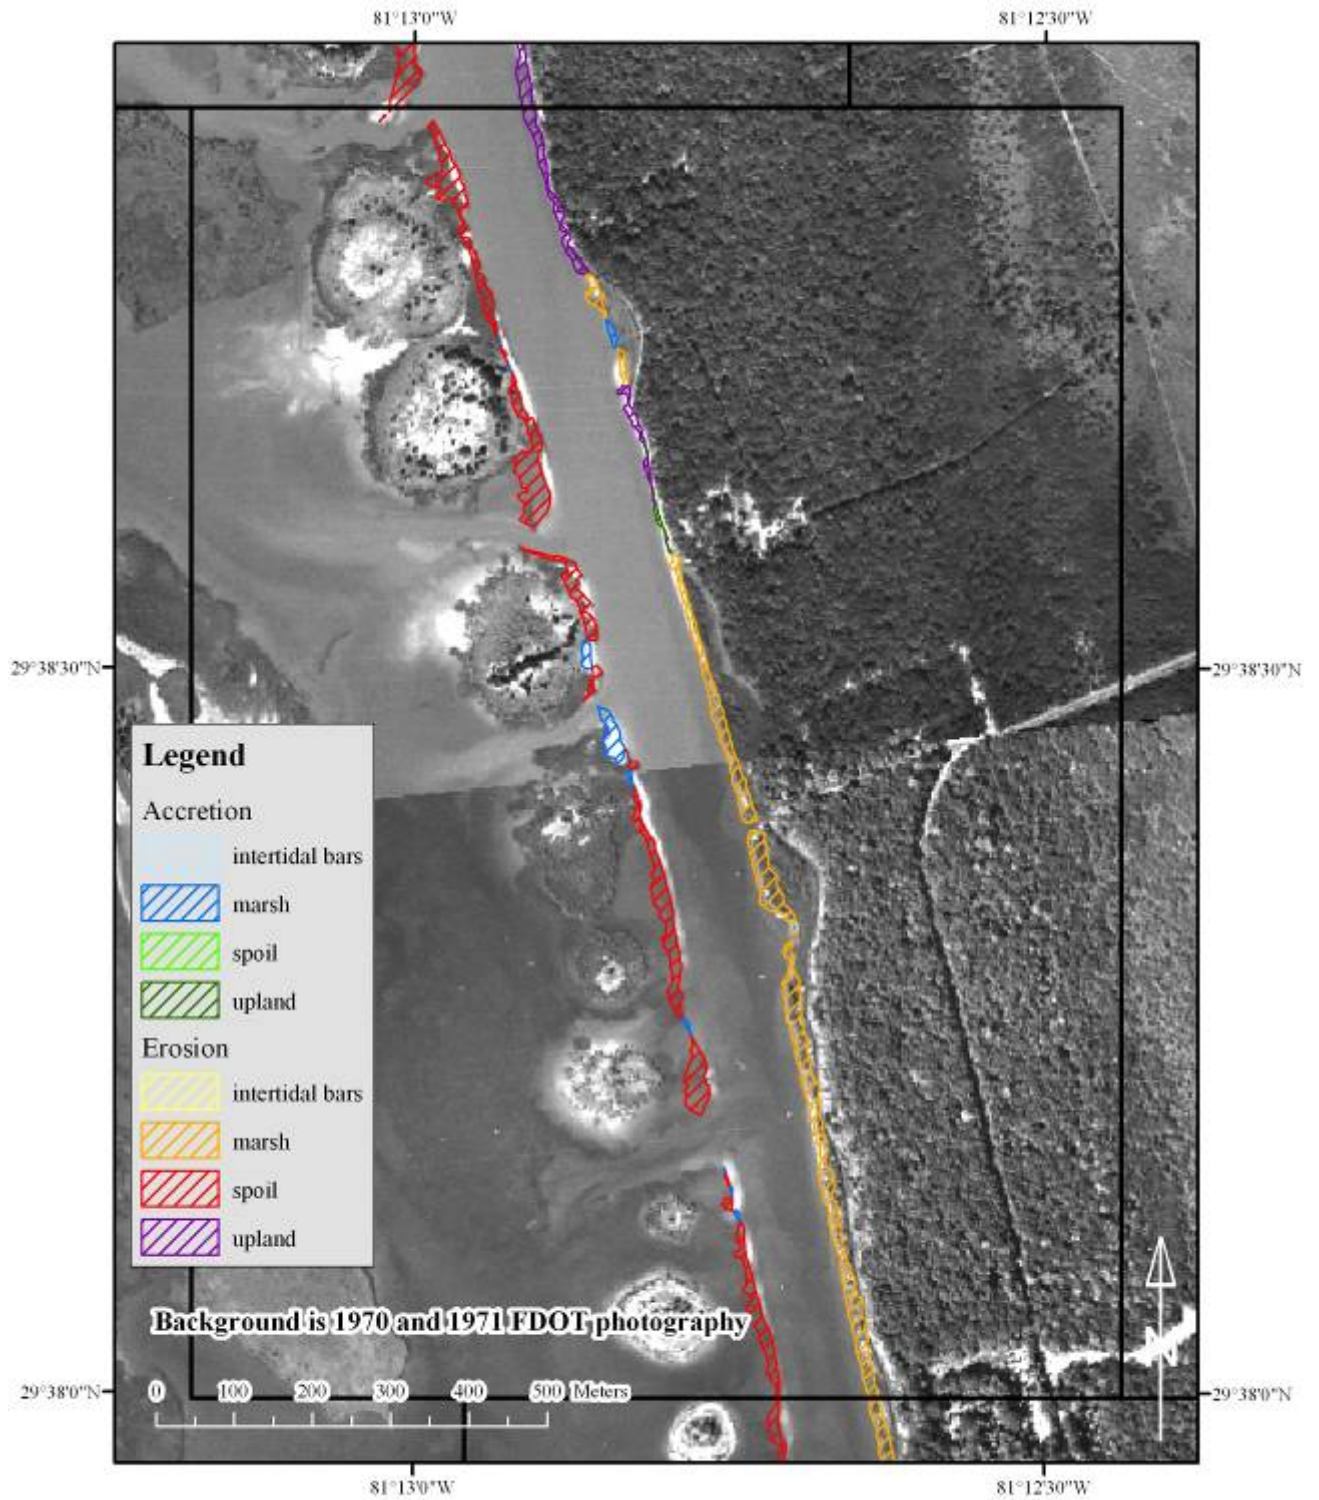 81°13'0"W 81°12'30"W
29°38'30"N 29°38'30"N
Legend
Accretion
intertidal bars
marsh
spoil
upland
Erosion
intertidal bars
marsh
spoil
upland
Background is 1970 and 1971 FDOT photography
0 100 200 300 400 500 Meters
29°38'0"N 29°38'0"N
N
81°13'0"W 81°12'30"W